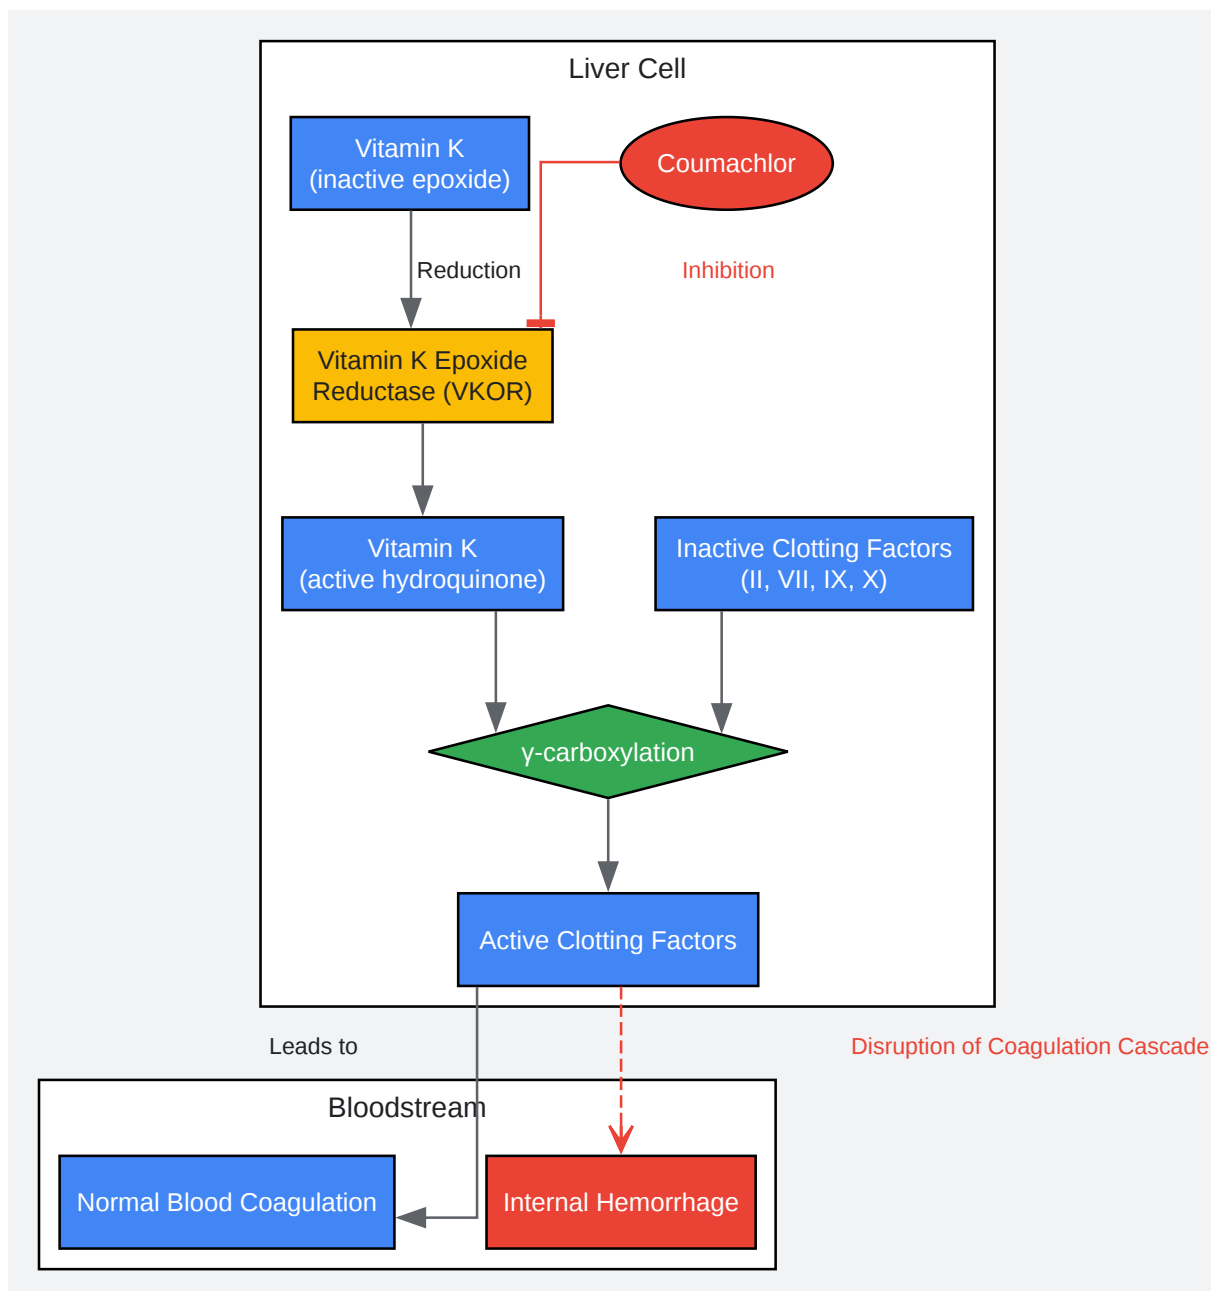 Liver Cell
Vitamin K
(inactive epoxide)
Coumachlor
Reduction
Inhibition
Vitamin K Epoxide
Reductase (VKOR)
Vitamin K
(active hydroquinone)
Inactive Clotting Factors
(II, VII, IX, X)
γ-carboxylation
Active Clotting Factors
Leads to
Disruption of Coagulation Cascade
Bloodstream
Normal Blood Coagulation
Internal Hemorrhage